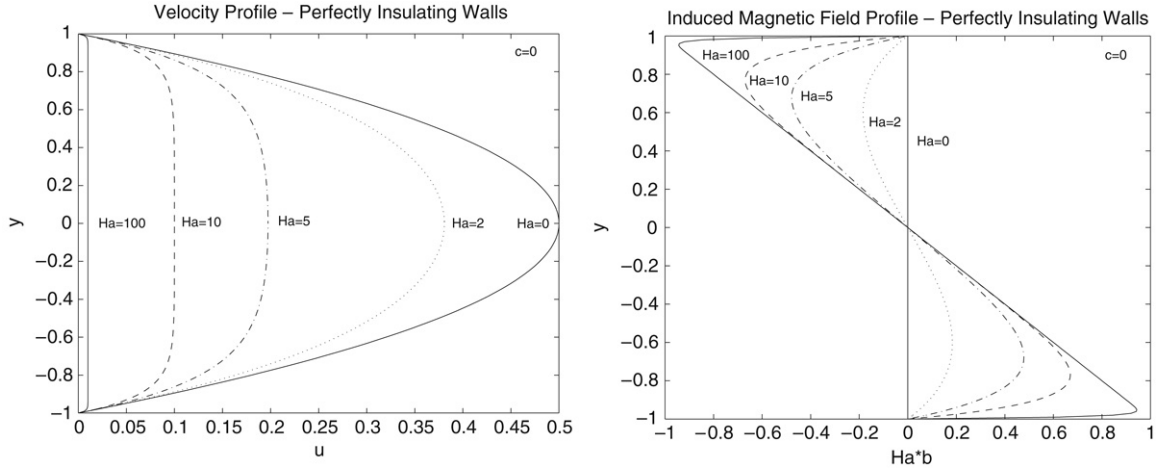 Velocity Profile – Perfectly Insulating Walls
1
0.8
0.6
0.4
0.2
0
−0.2
−0.4
−0.6
−0.8
−1
y
c=0
Ha=100
Ha=10
Ha=5
Ha=2
Ha=0
0 0.05 0.1 0.15 0.2 0.25 0.3 0.35 0.4 0.45 0.5
u
Induced Magnetic Field Profile – Perfectly Insulating Walls
1
0.8
0.6
0.4
0.2
0
−0.2
−0.4
−0.6
−0.8
−1
y
c=0
Ha=100
Ha=10
Ha=5
Ha=2
Ha=0
−1 −0.8 −0.6 −0.4 −0.2 0 0.2 0.4 0.6 0.8 1
Ha*b